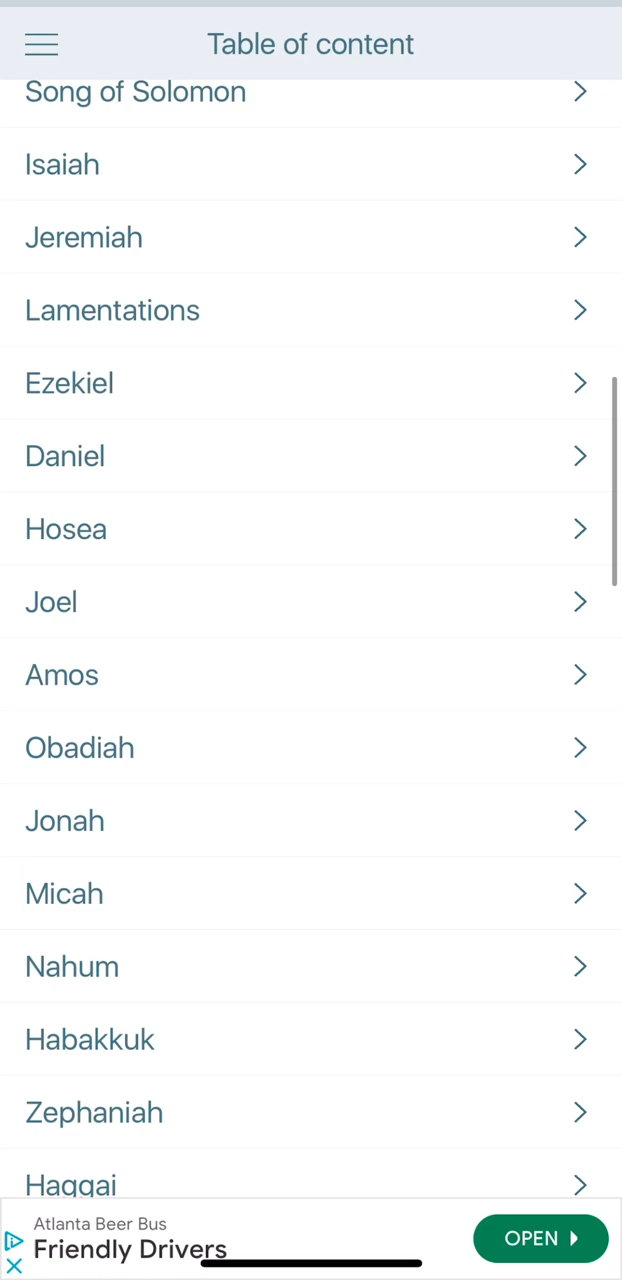 Table of content
Song of Solomon
Isaiah
Jeremiah
Lamentations
Ezekiel
Daniel
Hosea
Joel
Amos
Obadiah
Jonah
Micah
Nahum
Habakkuk
Zephaniah
Haggai
Atlanta Beer Bus
Friendly Drivers
OPEN